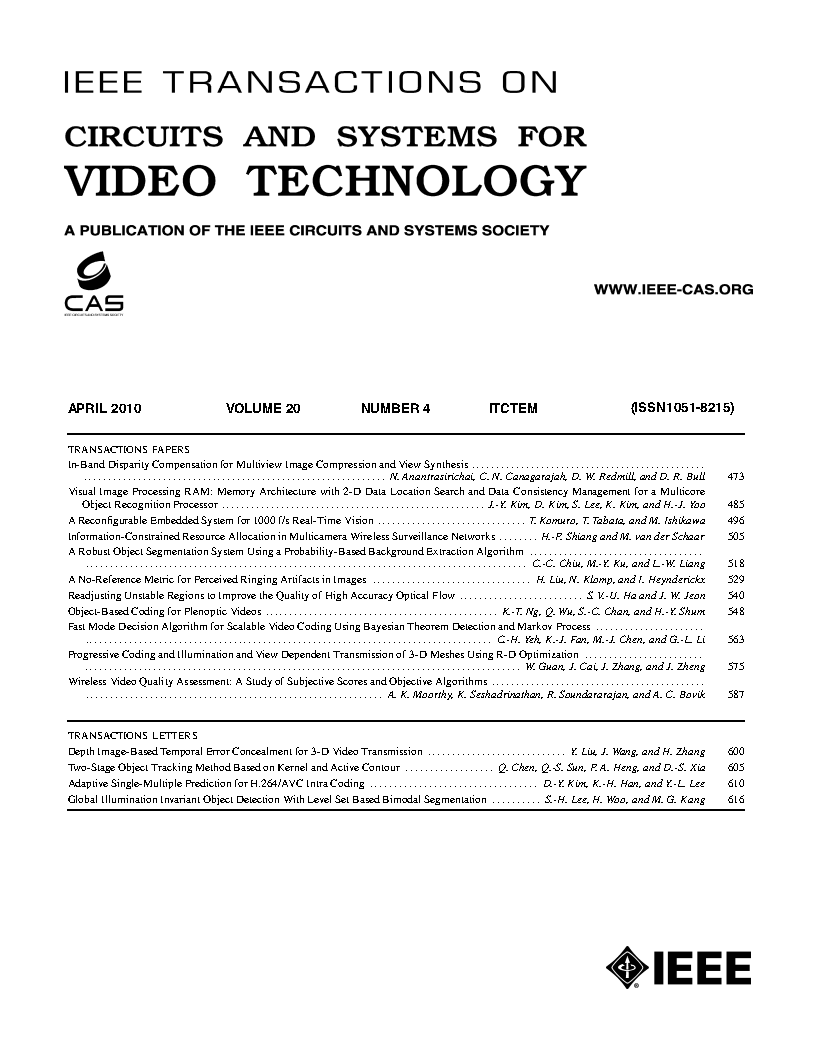 IEEE TRANSACTIONS ON
CIRCUITS AND SYSTEMS FOR
VIDEO TECHNOLOGY
A PUBLICATION OF THE IEEE CIRCUITS AND SYSTEMS SOCIETY
CAS
IEEE CIRCUITS AND SYSTEMS SOCIETY
WWW.IEEE-CAS.ORG
APRIL 2010 VOLUME 20 NUMBER 4 ITCTEM (ISSN1051-8215)
TRANSACTIONS PAPERS
In-Band Disparity Compensation for Multiview Image Compression and View Synthesis
N. Anantrasirichai, C. N. Canagarajah, D. W. Redmill, and D. R. Bull 473
Visual Image Processing RAM: Memory Architecture with 2-D Data Location Search and Data Consistency Management for a Multicore
Object Recognition Processor J.-Y. Kim, D. Kim, S. Lee, K. Kim, and H.-J. Yoo 485
A Reconfigurable Embedded System for 1000 f/s Real-Time Vision T. Komuro, T. Tabata, and M. Ishikawa 496
Information-Constrained Resource Allocation in Multicamera Wireless Surveillance Networks H.-P. Shiang and M. van der Schaar 505
A Robust Object Segmentation System Using a Probability-Based Background Extraction Algorithm
C.-C. Chiu, M.-Y. Ku, and L.-W. Liang 518
A No-Reference Metric for Perceived Ringing Artifacts in Images H. Liu, N. Klomp, and I. Heynderickx 529
Readjusting Unstable Regions to Improve the Quality of High Accuracy Optical Flow S. V.-U. Ha and J. W. Jeon 540
Object-Based Coding for Plenoptic Videos K.-T. Ng, Q. Wu, S.-C. Chan, and H.-Y. Shum 548
Fast Mode Decision Algorithm for Scalable Video Coding Using Bayesian Theorem Detection and Markov Process
C.-H. Yeh, K.-J. Fan, M.-J. Chen, and G.-L. Li 563
Progressive Coding and Illumination and View Dependent Transmission of 3-D Meshes Using R-D Optimization
W. Guan, J. Cai, J. Zhang, and J. Zheng 575
Wireless Video Quality Assessment: A Study of Subjective Scores and Objective Algorithms
A. K. Moorthy, K. Seshadrinathan, R. Soundararajan, and A. C. Bovik 587
TRANSACTIONS LETTERS
Depth Image-Based Temporal Error Concealment for 3-D Video Transmission Y. Liu, J. Wang, and H. Zhang 600
Two-Stage Object Tracking Method Based on Kernel and Active Contour Q. Chen, Q.-S. Sun, P. A. Heng, and D.-S. Xia 605
Adaptive Single-Multiple Prediction for H.264/AVC Intra Coding D.-Y. Kim, K.-H. Han, and Y.-L. Lee 610
Global Illumination Invariant Object Detection With Level Set Based Bimodal Segmentation S.-H. Lee, H. Woo, and M. G. Kang 616
IEEE